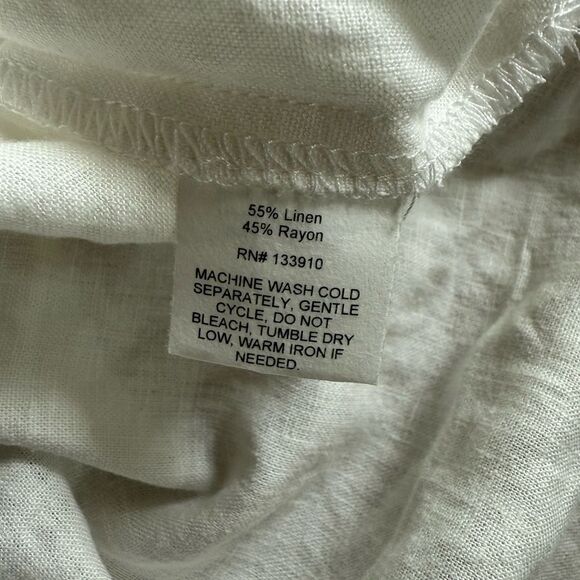 55% Linen
45% Rayon
RN# 133910
MACHINE WASH COLD
SEPARATELY, GENTLE
CYCLE, DO NOT
BLEACH, TUMBLE DRY
LOW, WARM IRON IF
NEEDED.